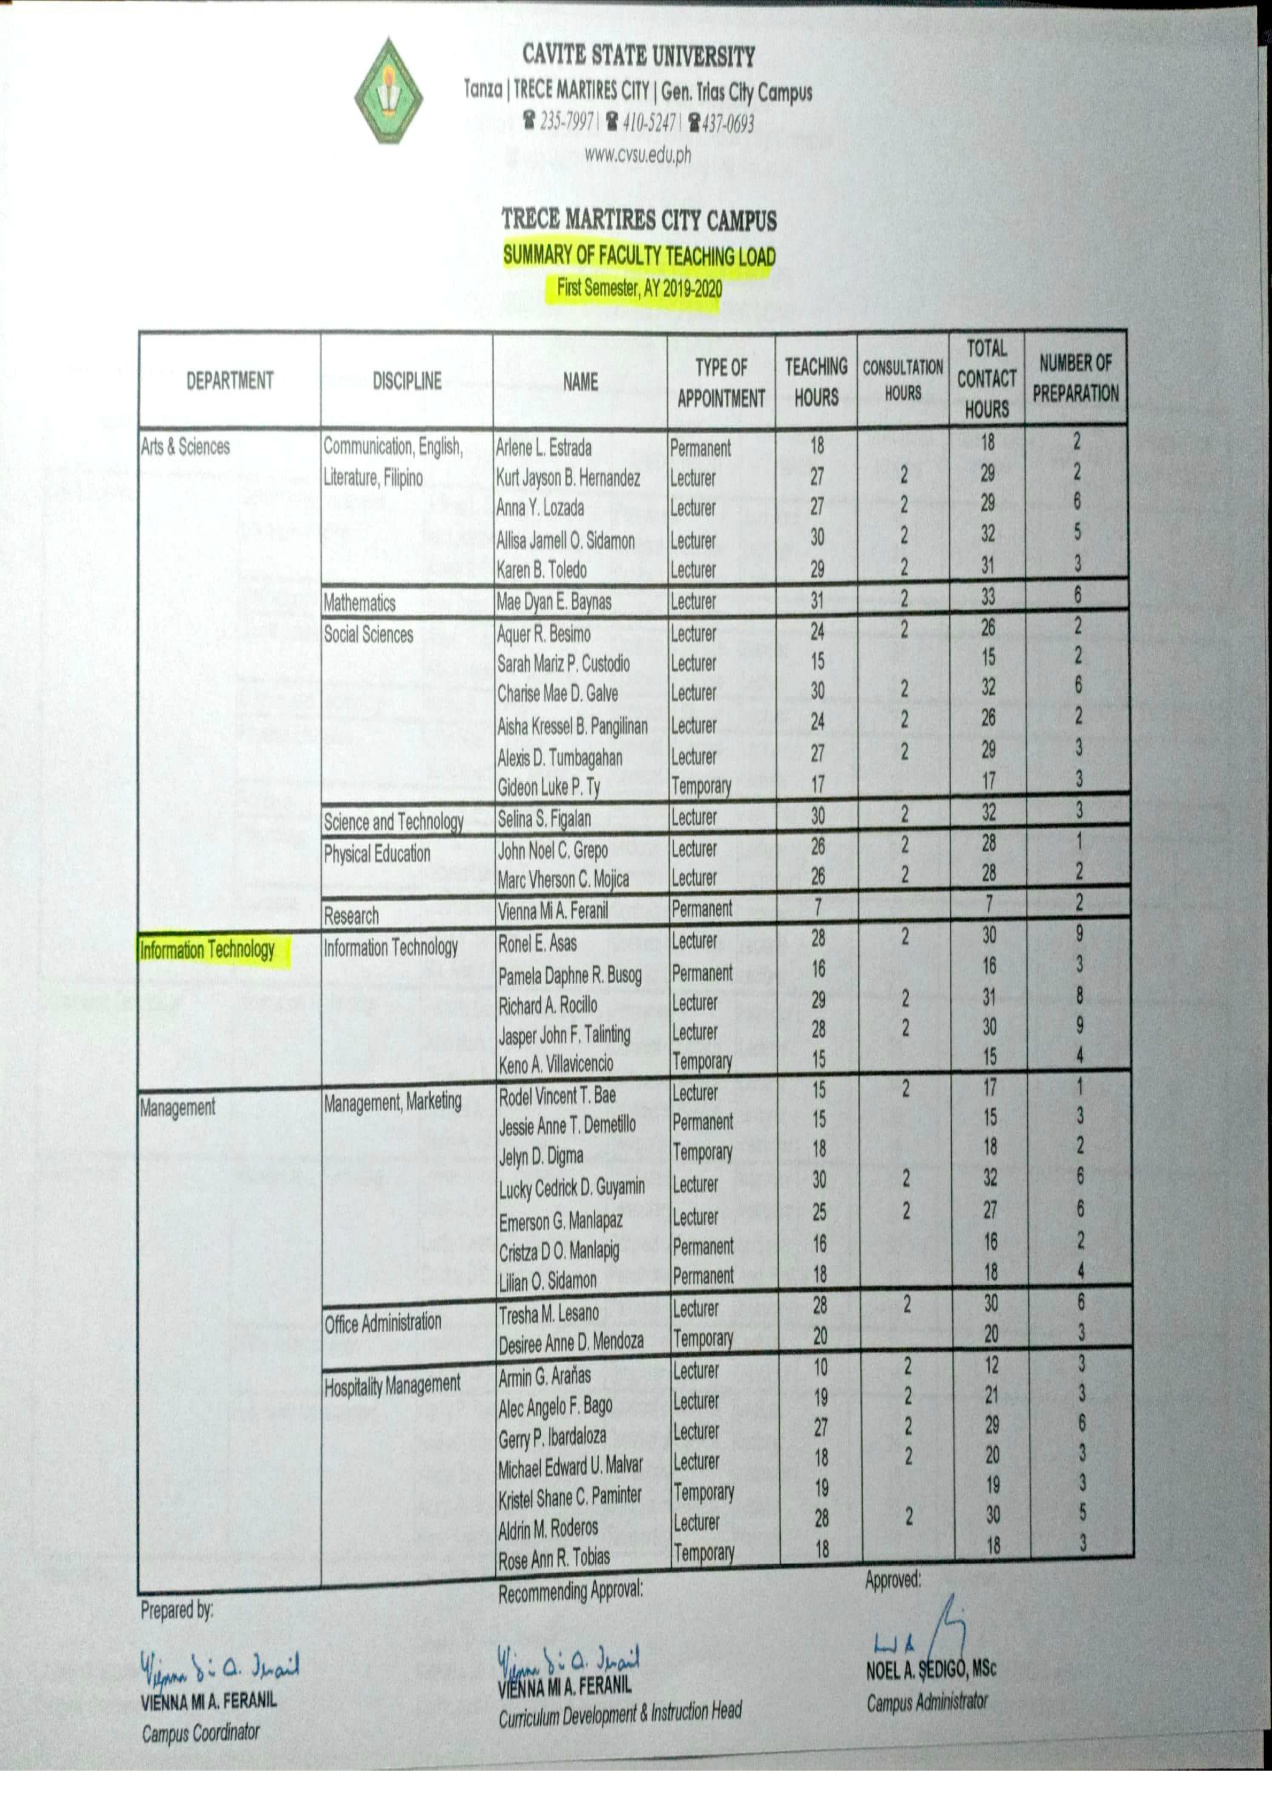 CAVITE STATE UNIVERSITY
Tanza | TRECE MARTIRES CITY | Gen. Trias City Campus
☎ 235-7997 | ☎ 410-5247 | ☎ 437-0693
www.cvsu.edu.ph
TRECE MARTIRES CITY CAMPUS
SUMMARY OF FACULTY TEACHING LOAD
First Semester, AY 2019-2020
DEPARTMENT DISCIPLINE NAME TYPE OF APPOINTMENT TEACHING HOURS CONSULTATION HOURS TOTAL CONTACT HOURS NUMBER OF PREPARATION
Arts & Sciences Communication, English, Arlene L. Estrada Permanent 18 18 2
Literature, Filipino Kurt Jayson B. Hernandez Lecturer 27 2 29 2
Anna Y. Lozada Lecturer 27 2 29 6
Allisa Jamell O. Sidamon Lecturer 30 2 32 5
Karen B. Toledo Lecturer 29 2 31 3
Mathematics Mae Dyan E. Baynas Lecturer 31 2 33 6
Social Sciences Aquer R. Besimo Lecturer 24 2 26 2
Sarah Mariz P. Custodio Lecturer 15 15 2
Charise Mae D. Galve Lecturer 30 2 32 6
Aisha Kressel B. Pangilinan Lecturer 24 2 26 2
Alexis D. Tumbagahan Lecturer 27 2 29 3
Gideon Luke P. Ty Temporary 17 17 3
Science and Technology Selina S. Figalan Lecturer 30 2 32 3
Physical Education John Noel C. Grepo Lecturer 26 2 28 1
Marc Vherson C. Mojica Lecturer 26 2 28 2
Research Vienna Mi A. Feranil Permanent 7 7 2
Information Technology Information Technology Ronel E. Asas Lecturer 28 2 30 9
Pamela Daphne R. Busog Permanent 16 16 3
Richard A. Rocillo Lecturer 29 2 31 8
Jasper John F. Talinting Lecturer 28 2 30 9
Keno A. Villavicencio Temporary 15 15 4
Management Management, Marketing Rodel Vincent T. Bae Lecturer 15 2 17 1
Jessie Anne T. Demetillo Permanent 15 15 3
Jelyn D. Digma Temporary 18 18 2
Lucky Cedrick D. Guyamin Lecturer 30 2 32 6
Emerson G. Manlapaz Lecturer 25 2 27 6
Cristza D O. Manlapig Permanent 16 16 2
Lilian O. Sidamon Permanent 18 18 4
Office Administration Tresha M. Lesano Lecturer 28 2 30 6
Desiree Anne D. Mendoza Temporary 20 20 3
Hospitality Management Armin G. Arañas Lecturer 10 2 12 3
Alec Angelo F. Bago Lecturer 19 2 21 3
Gerry P. Ibardaloza Lecturer 27 2 29 6
Michael Edward U. Malvar Lecturer 18 2 20 3
Kristel Shane C. Paminter Temporary 19 19 3
Aldrin M. Roderos Lecturer 28 2 30 5
Rose Ann R. Tobias Temporary 18 18 3
Prepared by: Recommending Approval: Approved:
VIENNA MI A. FERANIL VIENNA MI A. FERANIL NOEL A. SEDIGO, MSc
Campus Coordinator Curriculum Development & Instruction Head Campus Administrator